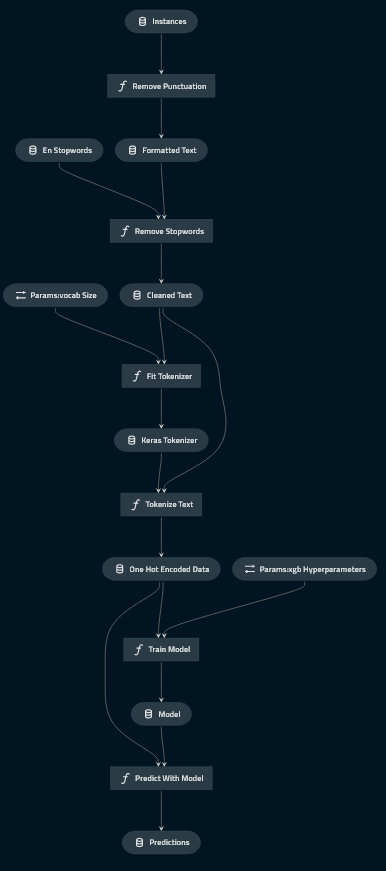 Instances
Remove Punctuation
En Stopwords
Formatted Text
Remove Stopwords
Params:vocab Size
Cleaned Text
Fit Tokenizer
Keras Tokenizer
Tokenize Text
One Hot Encoded Data
Params:xgb Hyperparameters
Train Model
Model
Predict With Model
Predictions